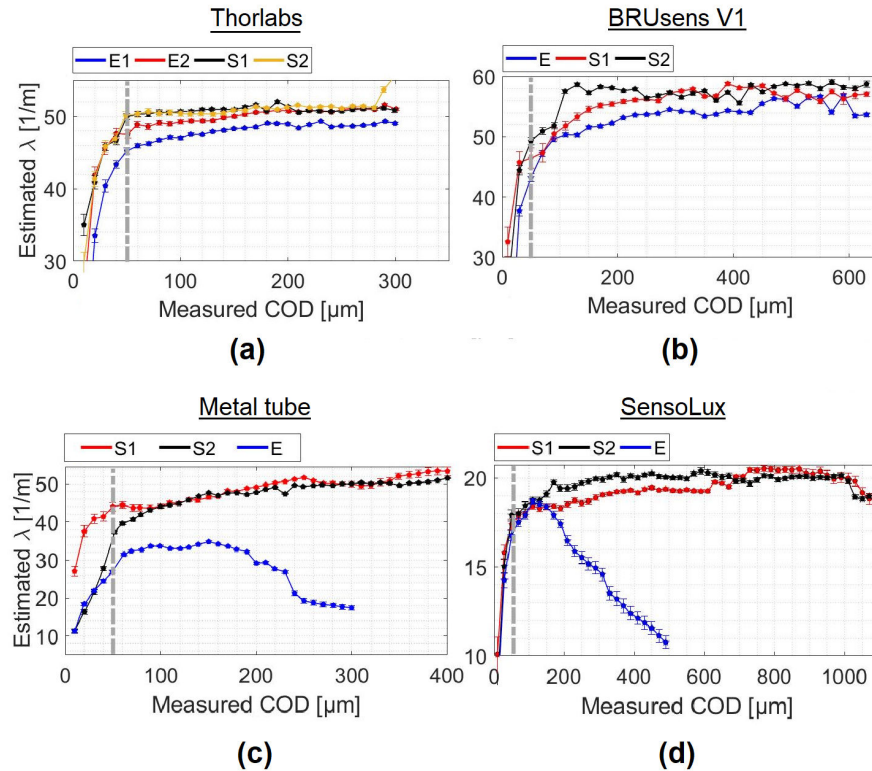 Thorlabs
E1 E2 S1 S2
Estimated λ [1/m]
50
40
30
0 100 200 300
Measured COD [µm]
(a)
BRUsens V1
E S1 S2
60
50
40
30
0 200 400 600
Measured COD [µm]
(b)
Metal tube
S1 S2 E
Estimated λ [1/m]
50
40
30
20
10
0 100 200 300 400
Measured COD [µm]
(c)
SensoLux
S1 S2 E
20
15
10
0 200 400 600 800 1000
Measured COD [µm]
(d)